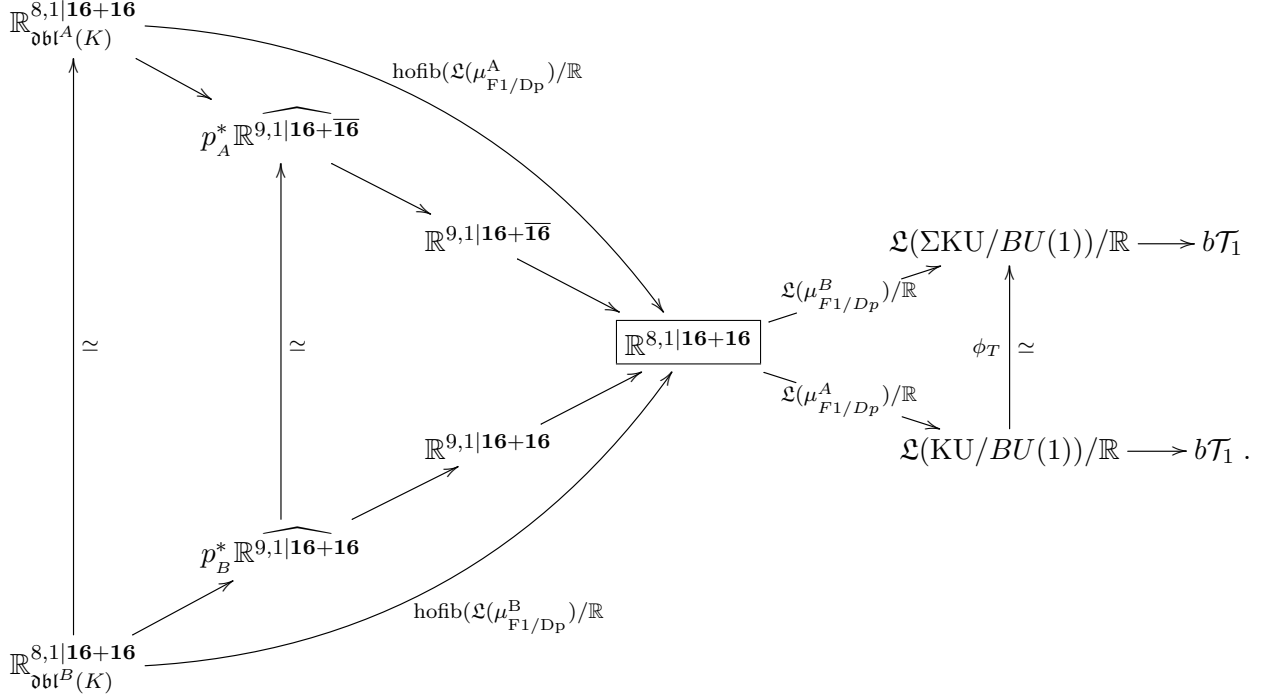 ℝ^{8,1|𝟏𝟔+𝟏𝟔}_{𝔡𝔟𝔩^A(K)}
hofib(𝔏(μ^A_{F1/Dp})/ℝ
p_A^* \widehat{ℝ^{9,1|𝟏𝟔+\overline{𝟏𝟔}}}
ℝ^{9,1|𝟏𝟔+\overline{𝟏𝟔}}
𝔏(ΣKU/BU(1))/ℝ → b𝒯_1
𝔏(μ^B_{F1/Dp})/ℝ
≃ ≃ ℝ^{8,1|𝟏𝟔+𝟏𝟔} ϕ_T ≃
𝔏(μ^A_{F1/Dp})/ℝ
ℝ^{9,1|𝟏𝟔+𝟏𝟔} 𝔏(KU/BU(1))/ℝ → b𝒯_1 .
p_B^* \widehat{ℝ^{9,1|𝟏𝟔+𝟏𝟔}}
hofib(𝔏(μ^B_{F1/Dp})/ℝ
ℝ^{8,1|𝟏𝟔+𝟏𝟔}_{𝔡𝔟𝔩^B(K)}